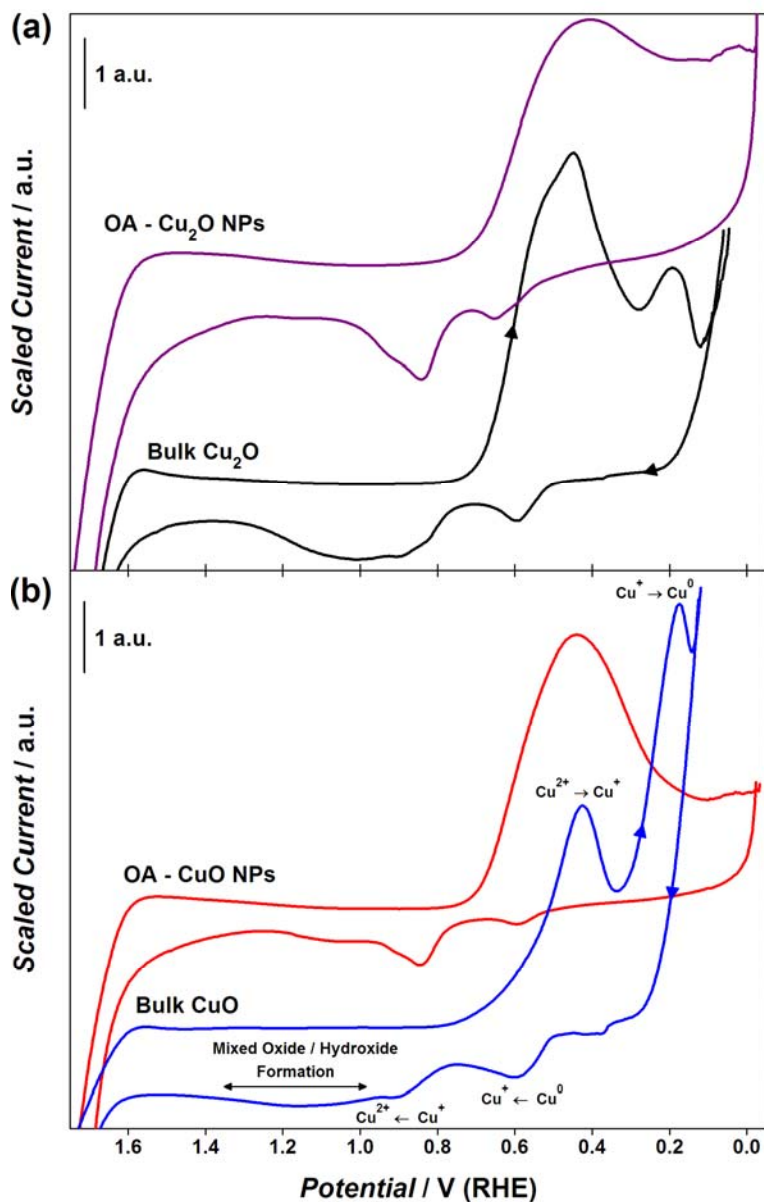 (a)
1 a.u.
OA - Cu₂O NPs
Bulk Cu₂O
Scaled Current / a.u.
(b)
1 a.u.
Cu⁺ → Cu⁰
Cu²⁺ → Cu⁺
OA - CuO NPs
Bulk CuO
Mixed Oxide / Hydroxide
Formation
Cu²⁺ ← Cu⁺
Cu⁺ ← Cu⁰
Scaled Current / a.u.
1.6 1.4 1.2 1.0 0.8 0.6 0.4 0.2 0.0
Potential / V (RHE)